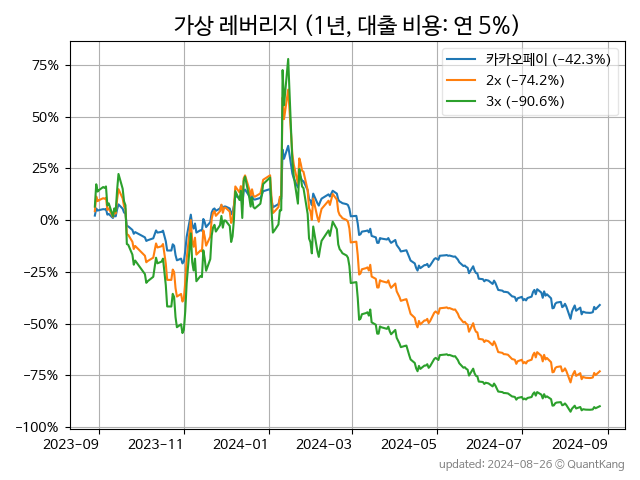 가상 레버리지 (1년, 대출 비용: 연 5%)
카카오페이 (−42.3%)
2x (−74.2%)
3x (−90.6%)
75%
50%
25%
0%
−25%
−50%
−75%
−100%
2023-09 2023-11 2024-01 2024-03 2024-05 2024-07 2024-09
updated: 2024-08-26 © QuantKang